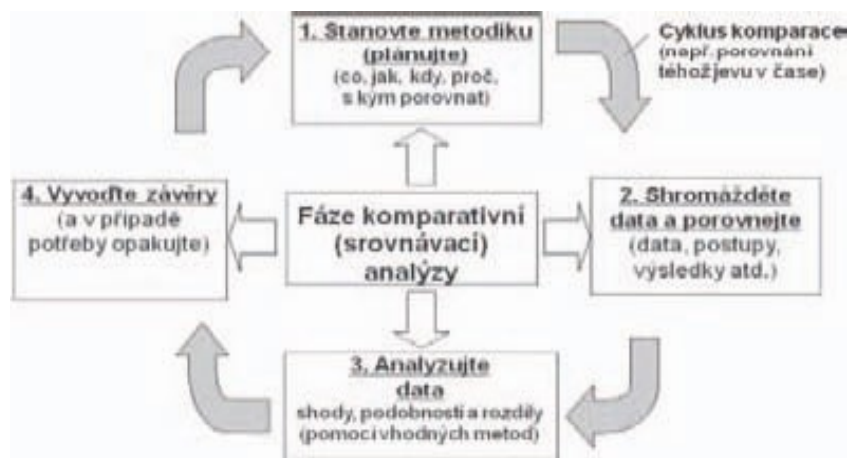 1. Stanovte metodiku
(plánujte)
(co, jak, kdy, proč,
s kým porovnat)
Cyklus komparace
(např. porovnání
téhož jevu v čase)
4. Vyvoďte závěry
(a v případě
potřeby opakujte)
Fáze komparativní
(srovnávací)
analýzy
2. Shromážděte
data a porovnejte
(data, postupy,
výsledky atd.)
3. Analyzujte
data
shody, podobnosti a rozdíly
(pomocí vhodných metod)